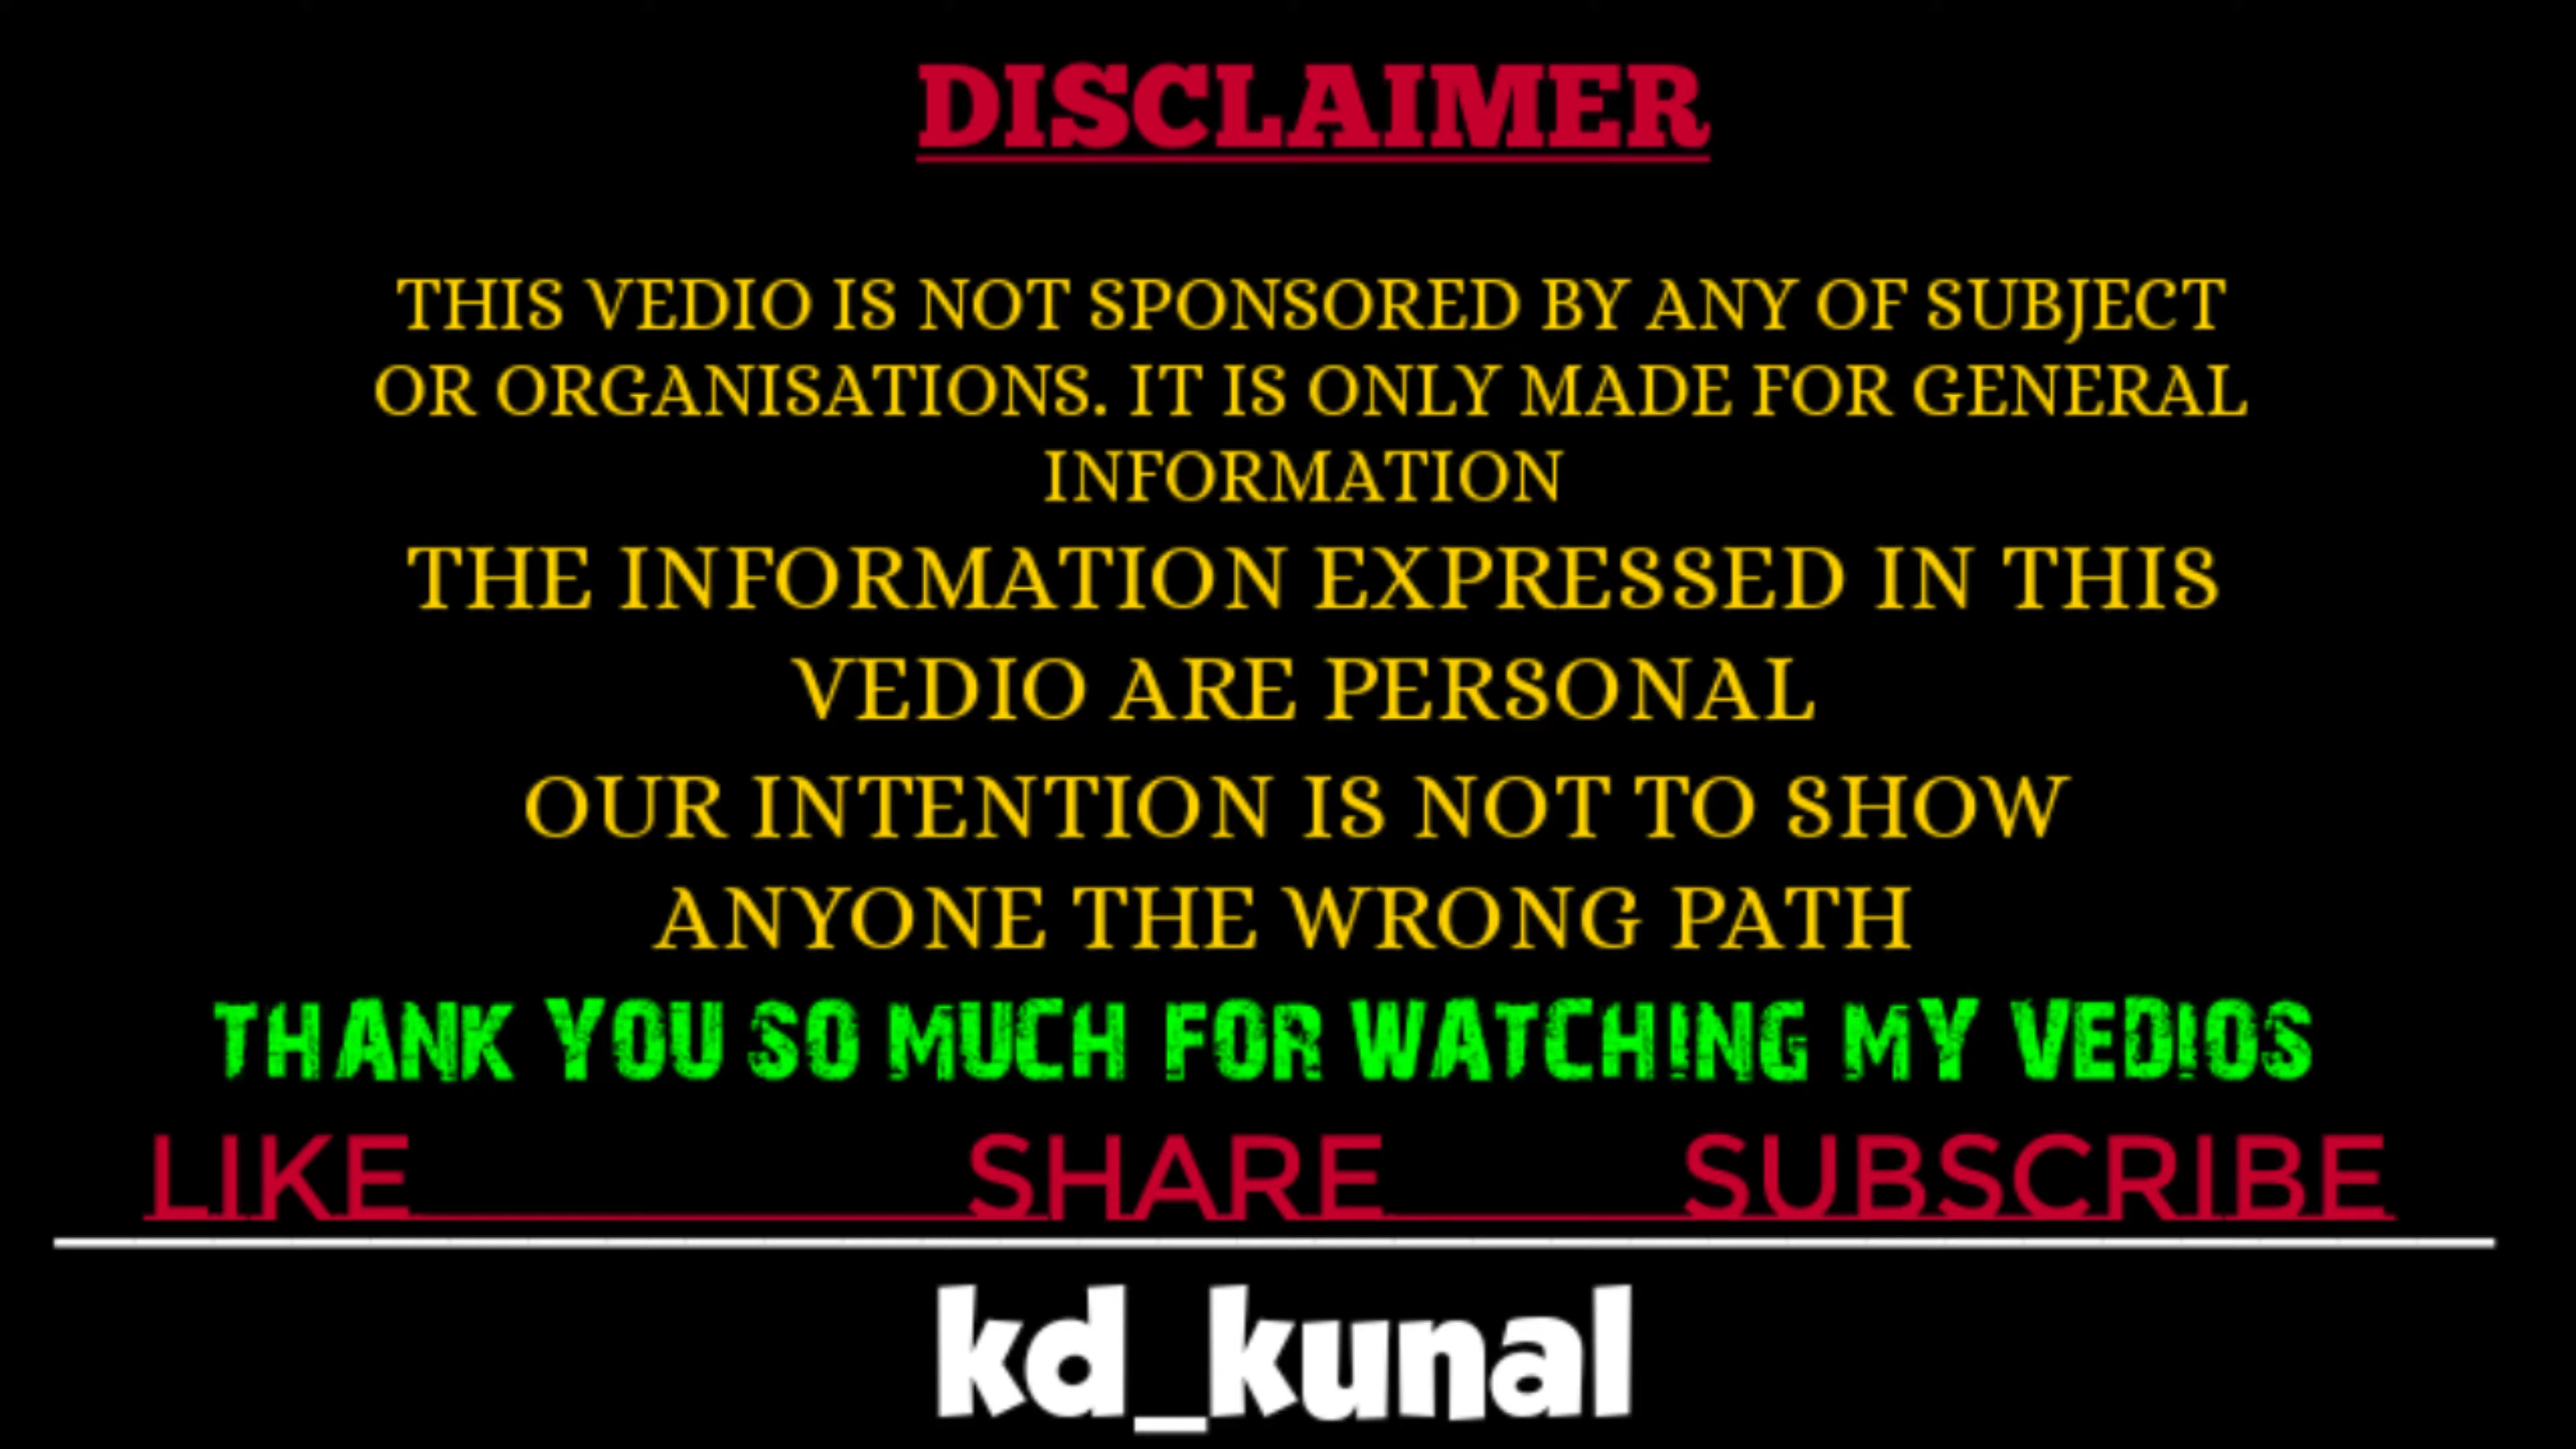 DISCLAIMER
THIS VEDIO IS NOT SPONSORED BY ANY OF SUBJECT
OR ORGANISATIONS. IT IS ONLY MADE FOR GENERAL
INFORMATION
THE INFORMATION EXPRESSED IN THIS
VEDIO ARE PERSONAL
OUR INTENTION IS NOT TO SHOW
ANYONE THE WRONG PATH
THANK YOU SO MUCH FOR WATCHING MY VEDIOS
LIKE SHARE SUBSCRIBE
kd_kunal